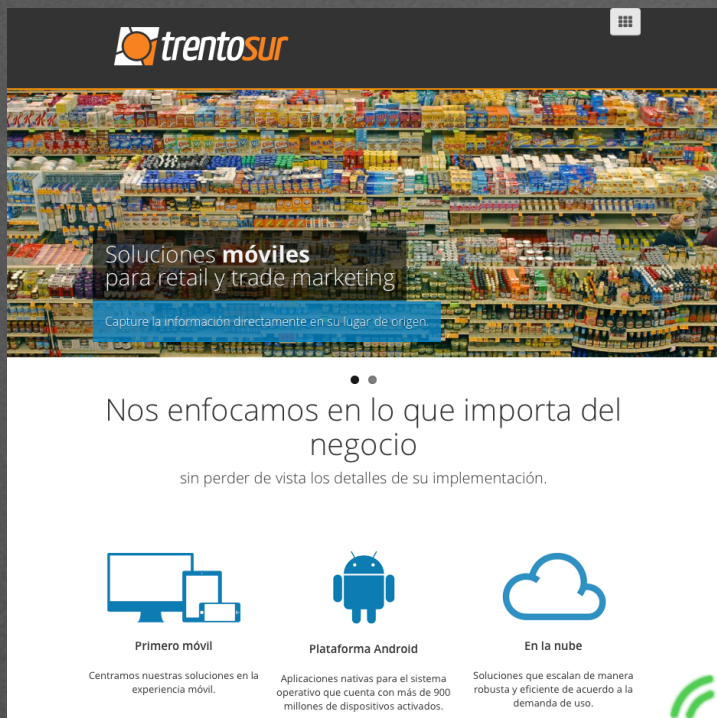 trentosur
Soluciones móviles
para retail y trade marketing
Capture la información directamente en su lugar de origen.
Nos enfocamos en lo que importa del
negocio
sin perder de vista los detalles de su implementación.
Primero móvil
Centramos nuestras soluciones en la
experiencia móvil.
Plataforma Android
Aplicaciones nativas para el sistema
operativo que cuenta con más de 900
millones de dispositivos activados.
En la nube
Soluciones que escalan de manera
robusta y eficiente de acuerdo a la
demanda de uso.